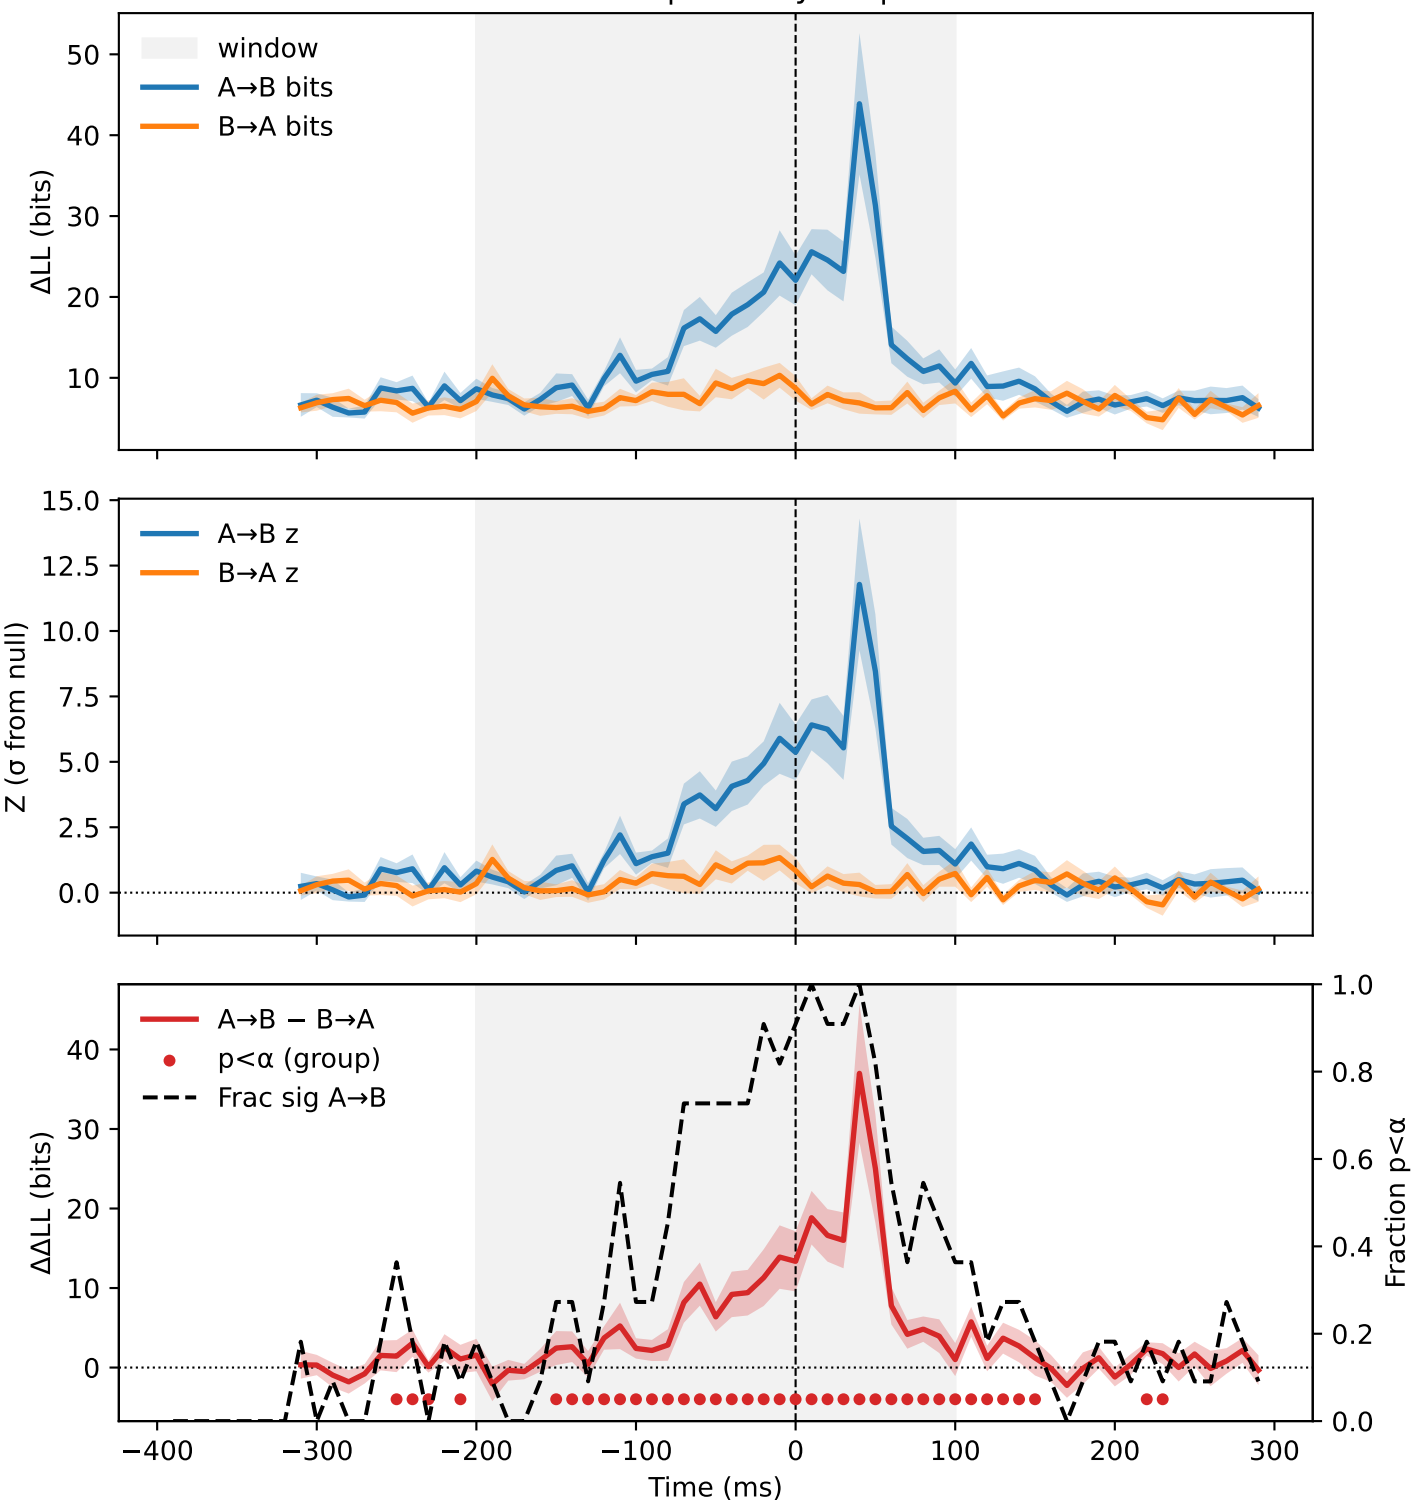 50
40
30
20
10
ΔLL (bits)
window
A→B bits
B→A bits
15.0
12.5
10.0
7.5
5.0
2.5
0.0
Z (σ from null)
A→B z
B→A z
40
30
20
10
0
ΔΔLL (bits)
A→B − B→A
p<α (group)
Frac sig A→B
1.0
0.8
0.6
0.4
0.2
0.0
Fraction p<α
−400 −300 −200 −100 0 100 200 300
Time (ms)